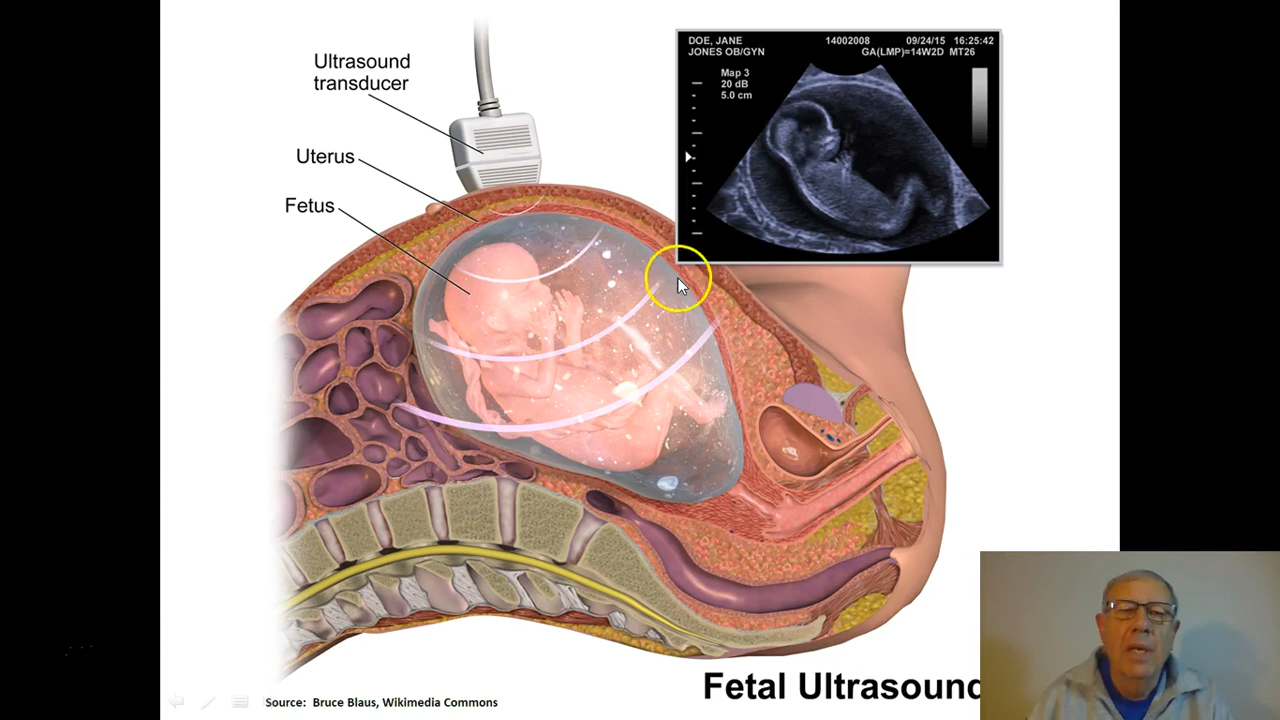 Ultrasound
transducer
Uterus
Fetus
DOE, JANE 14002008 09/24/15 16:25:42
JONES OB/GYN GA(LMP)=14W2D MT26
Map 3
20 dB
5.0 cm
Fetal Ultrasound
Source: Bruce Blaus, Wikimedia Commons